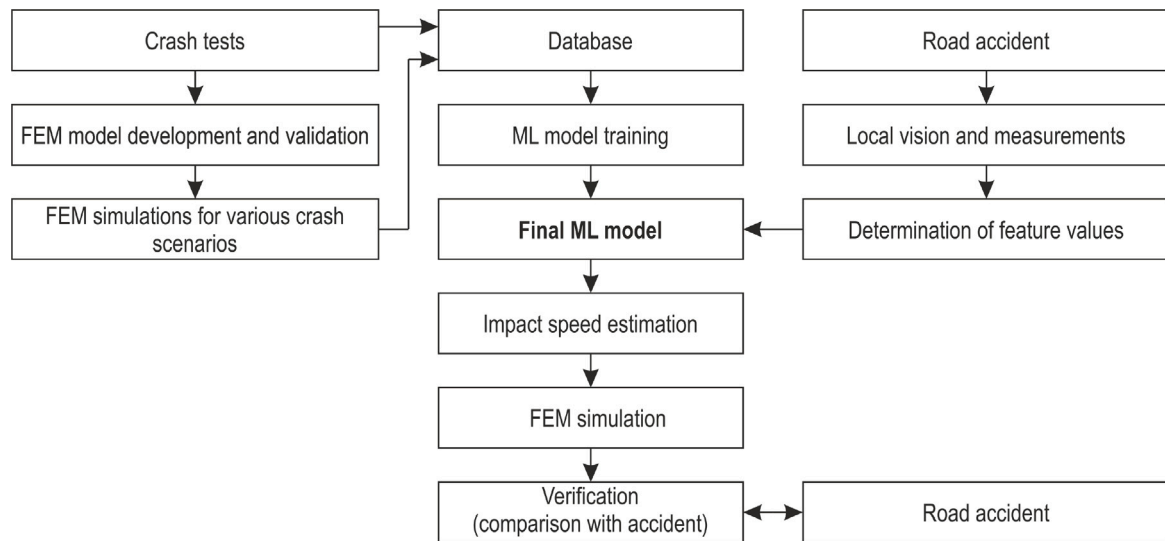 Crash tests
Database
Road accident
FEM model development and validation
ML model training
Local vision and measurements
FEM simulations for various crash
scenarios
Final ML model
Determination of feature values
Impact speed estimation
FEM simulation
Verification
(comparison with accident)
Road accident